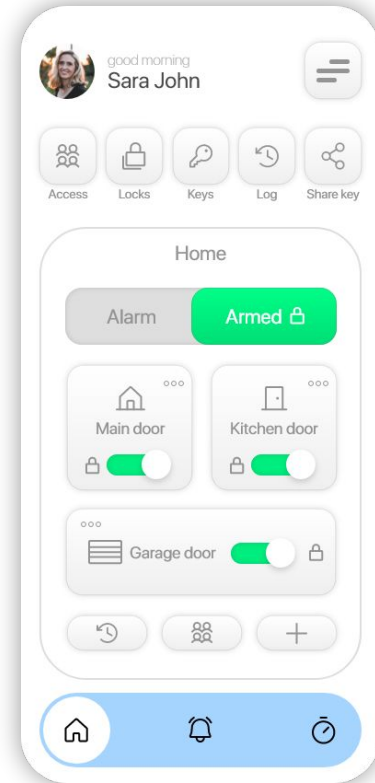 good morning
Sara John
Access Locks Keys Log Share key
Home
Alarm Armed
Main door Kitchen door
Garage door